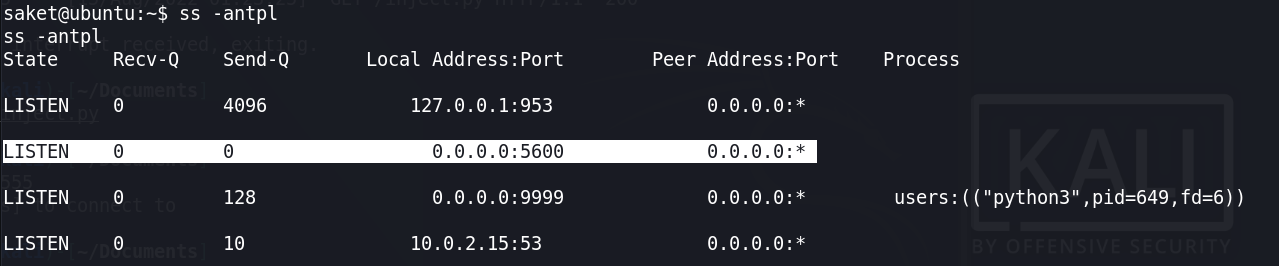 saket@ubuntu:~$ ss -antpl
ss -antpl
State Recv-Q Send-Q Local Address:Port Peer Address:Port Process
LISTEN 0 4096 127.0.0.1:953 0.0.0.0:*
LISTEN 0 0 0.0.0.0:5600 0.0.0.0:*
LISTEN 0 128 0.0.0.0:9999 0.0.0.0:* users:(("python3",pid=649,fd=6))
LISTEN 0 10 10.0.2.15:53 0.0.0.0:*
KALI
BY OFFENSIVE SECURITY